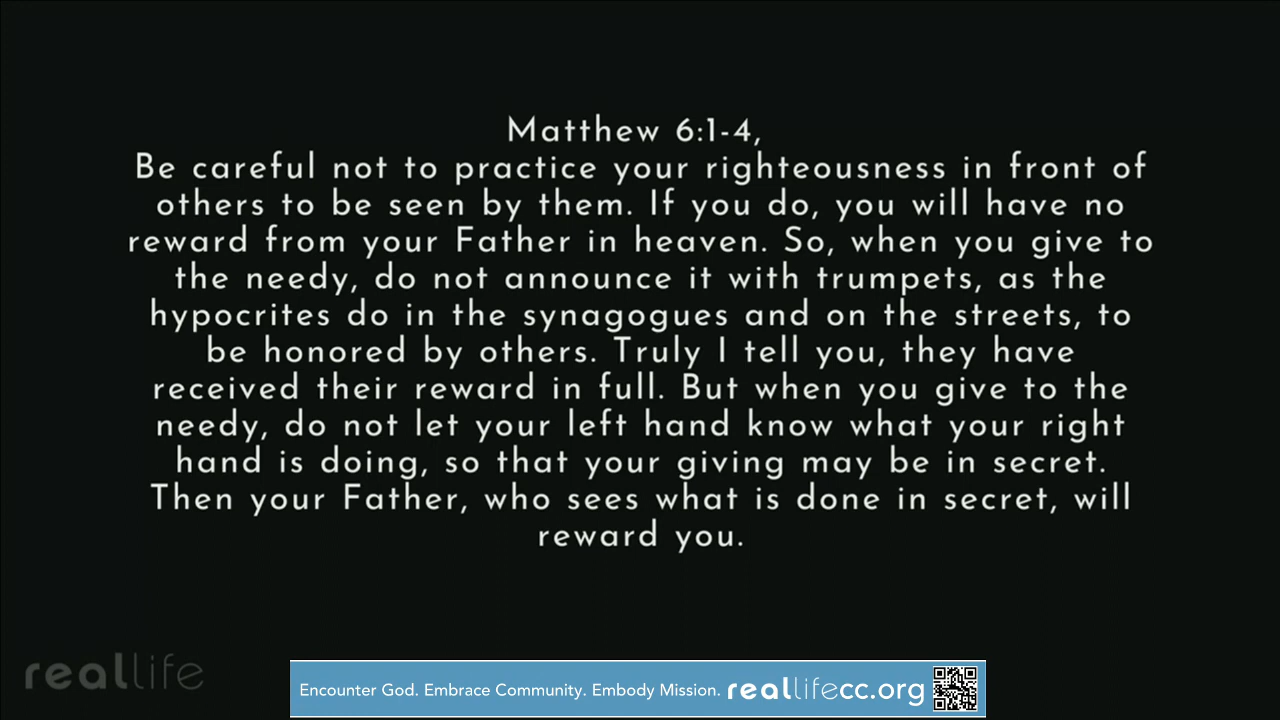 Matthew 6:1-4,
Be careful not to practice your righteousness in front of
others to be seen by them. If you do, you will have no
reward from your Father in heaven. So, when you give to
the needy, do not announce it with trumpets, as the
hypocrites do in the synagogues and on the streets, to
be honored by others. Truly I tell you, they have
received their reward in full. But when you give to the
needy, do not let your left hand know what your right
hand is doing, so that your giving may be in secret.
Then your Father, who sees what is done in secret, will
reward you.
reallife
Encounter God. Embrace Community. Embody Mission. reallifecc.org